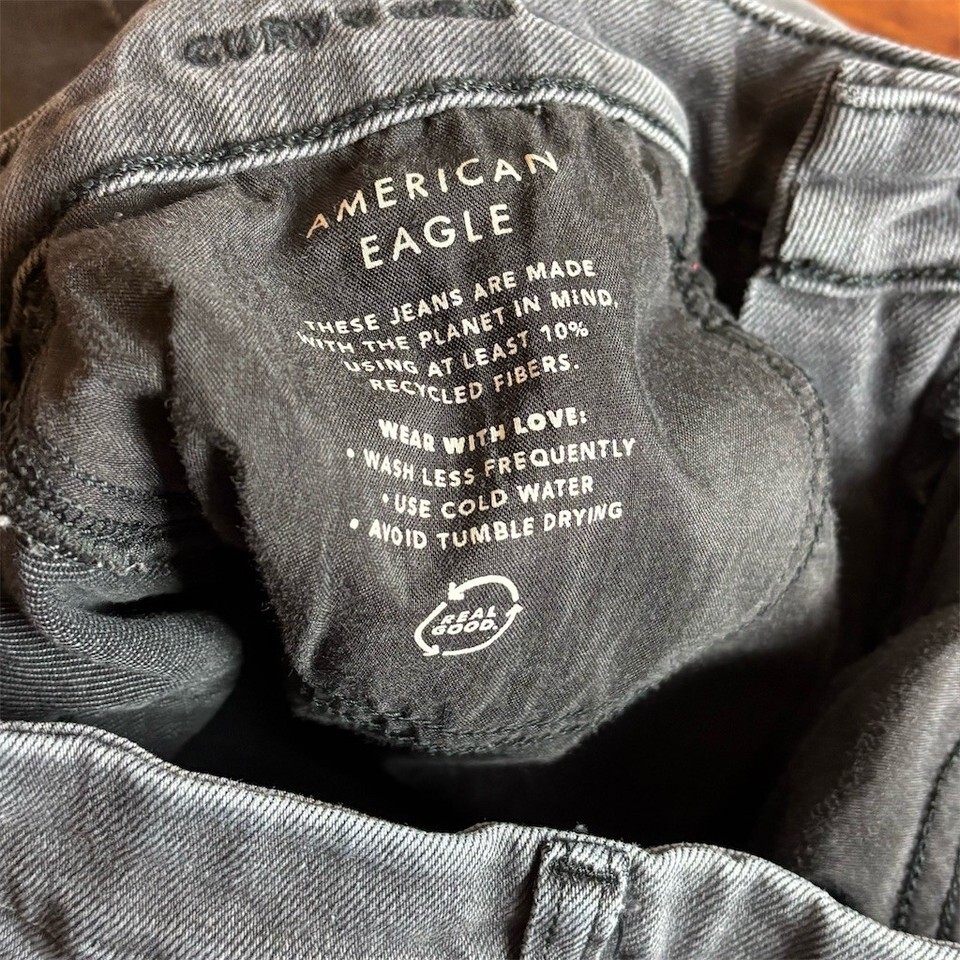 AMERICAN
EAGLE
THESE JEANS ARE MADE
WITH THE PLANET IN MIND,
USING AT LEAST 10%
RECYCLED FIBERS.
WEAR WITH LOVE:
• WASH LESS FREQUENTLY
• USE COLD WATER
• AVOID TUMBLE DRYING
REAL
GOOD.